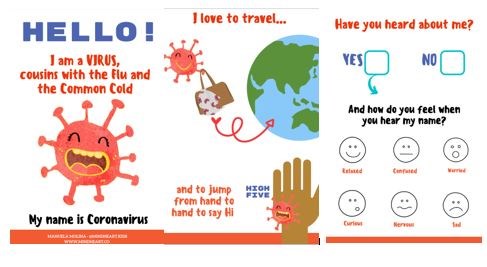 HELLO!
I am a VIRUS,
cousins with the Flu and
the Common Cold
My name is Coronavirus
MANUELA MOLINA - @MINDHEART.KIDS
WWW.MINDHEART.CO
I love to travel...
and to jump
from hand to
hand to say Hi
HIGH
FIVE
Have you heard about me?
YES
NO
And how do you feel when
you hear my name?
Relaxed
Confused
Worried
Curious
Nervous
Sad